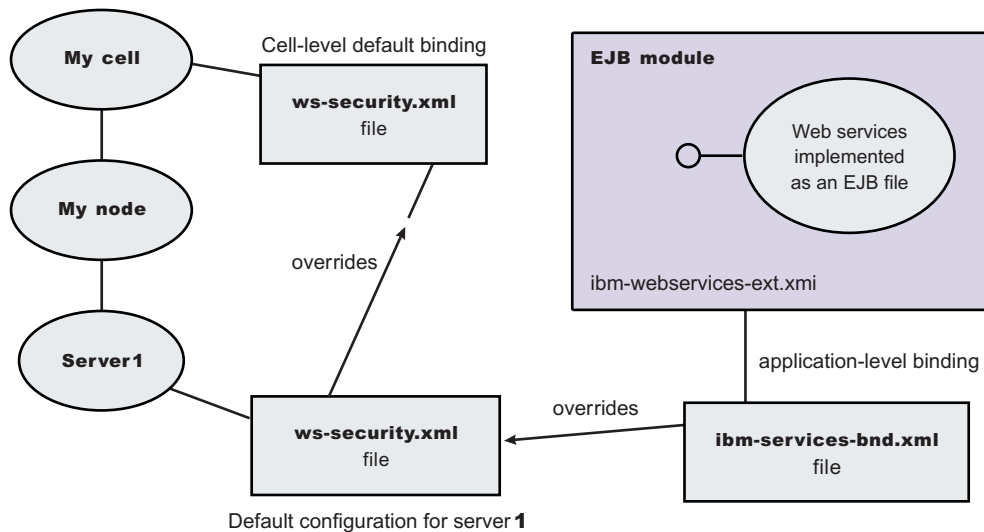 My cell
Cell-level default binding
ws-security.xml
file
EJB module
Web services
implemented
as an EJB file
My node
overrides
ibm-webservices-ext.xmi
Server1
application-level binding
overrides
ws-security.xml
file
ibm-services-bnd.xml
file
Default configuration for server 1